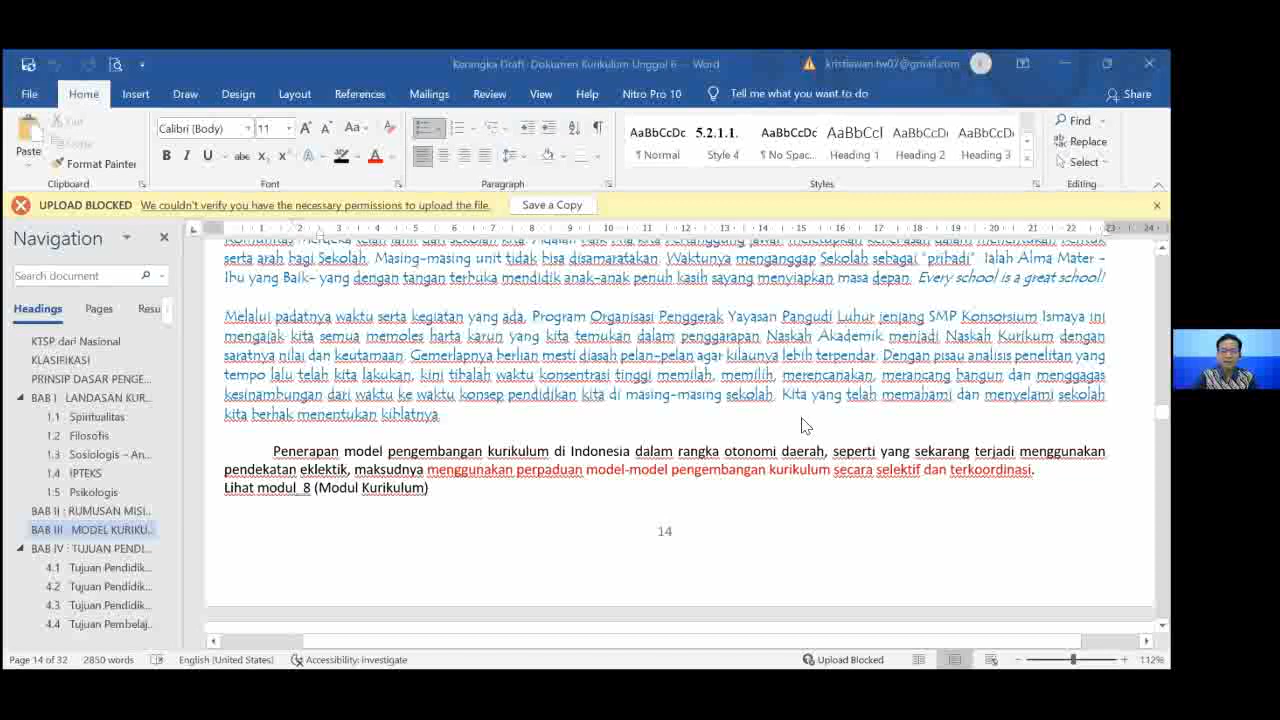 Kerangka Draft Dokumen Kurikulum Unggol 6 - Word
kristiawan.tw07@gmail.com
File Home Insert Draw Design Layout References Mailings Review View Help Nitro Pro 10 Tell me what you want to do Share
Paste
Cut
Format Painter
Clipboard
Calibri (Body) 11
Font
Paragraph
AaBbCcDc 5.2.1.1. AaBbCcDc AaBbCcI AaBbCcDc AaBbCcDc
¶ Normal Style 4 ¶ No Spac... Heading 1 Heading 2 Heading 3
Styles
Find
Replace
Select
Editing
UPLOAD BLOCKED We couldn't verify you have the necessary permissions to upload the file. Save a Copy
Navigation
Search document
Headings Pages Resu
KTSP dari Nasional
KLASIFIKASI
PRINSIP DASAR PENGE...
BAB I LANDASAN KUR...
1.1 Spiritualitas
1.2 Filosofis
1.3 Sosiologis – An...
1.4 IPTEKS
1.5 Psikologis
BAB II : RUMUSAN MISI...
BAB III MODEL KURIKU...
BAB IV : TUJUAN PENDI...
4.1 Tujuan Pendidik...
4.2 Tujuan Pendidik...
4.3 Tujuan Pendidik...
4.4 Tujuan Pembelaj...
serta arah bagi Sekolah. Masing-masing unit tidak bisa disamaratakan. Waktunya menganggap Sekolah sebagai "pribadi" Ialah Alma Mater -
Ibu yang Baik- yang dengan tangan terbuka mendidik anak-anak penuh kasih sayang menyiapkan masa depan. Every school is a great school!
Melalui padatnya waktu serta kegiatan yang ada, Program Organisasi Penggerak Yayasan Pangudi Luhur jenjang SMP Konsorsium Ismaya ini
mengajak kita semua memoles harta karun yang kita temukan dalam penggarapan Naskah Akademik menjadi Naskah Kurikum dengan
saratnya nilai dan keutamaan. Gemerlapnya berlian mesti diasah pelan-pelan agar kilaunya lebih terpendar. Dengan pisau analisis penelitan yang
tempo lalu telah kita lakukan, kini tibalah waktu konsentrasi tinggi memilah, memilih, merencanakan, merancang bangun dan menggagas
kesinambungan dari waktu ke waktu konsep pendidikan kita di masing-masing sekolah. Kita yang telah memahami dan menyelami sekolah
kita berhak menentukan kiblatnya.
Penerapan model pengembangan kurikulum di Indonesia dalam rangka otonomi daerah, seperti yang sekarang terjadi menggunakan
pendekatan eklektik, maksudnya menggunakan perpaduan model-model pengembangan kurikulum secara selektif dan terkoordinasi.
Lihat modul 8 (Modul Kurikulum)
14
Page 14 of 32 2850 words English (United States) Accessibility: Investigate Upload Blocked 112%